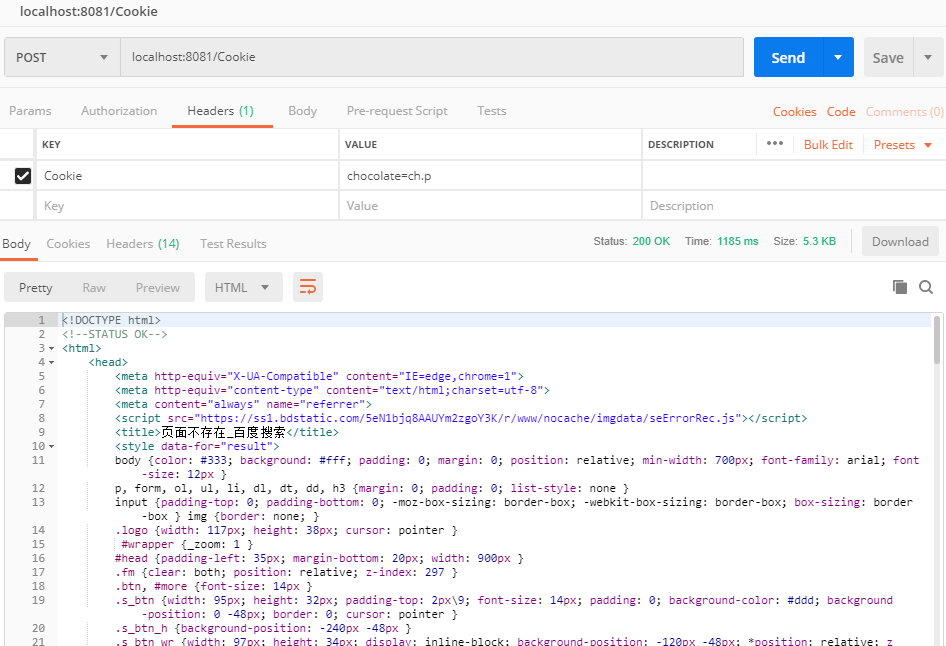 localhost:8081/Cookie
POST localhost:8081/Cookie Send Save
Params Authorization Headers (1) Body Pre-request Script Tests Cookies Code Comments (0)
KEY VALUE DESCRIPTION ••• Bulk Edit Presets
Cookie chocolate=ch.p
Key Value Description
Body Cookies Headers (14) Test Results Status: 200 OK Time: 1185 ms Size: 5.3 KB Download
Pretty Raw Preview HTML
1 <!DOCTYPE html>
2 <!--STATUS OK-->
3 <html>
4 <head>
5 <meta http-equiv="X-UA-Compatible" content="IE=edge,chrome=1">
6 <meta http-equiv="content-type" content="text/html;charset=utf-8">
7 <meta content="always" name="referrer">
8 <script src="https://ss1.bdstatic.com/5eN1bjq8AAUYm2zgoY3K/r/www/nocache/imgdata/seErrorRec.js"></script>
9 <title>页面不存在_百度搜索</title>
10 <style data-for="result">
11 body {color: #333; background: #fff; padding: 0; margin: 0; position: relative; min-width: 700px; font-family: arial; font
-size: 12px }
12 p, form, ol, ul, li, dl, dt, dd, h3 {margin: 0; padding: 0; list-style: none }
13 input {padding-top: 0; padding-bottom: 0; -moz-box-sizing: border-box; -webkit-box-sizing: border-box; box-sizing: border
-box } img {border: none; }
14 .logo {width: 117px; height: 38px; cursor: pointer }
15 #wrapper {_zoom: 1 }
16 #head {padding-left: 35px; margin-bottom: 20px; width: 900px }
17 .fm {clear: both; position: relative; z-index: 297 }
18 .btn, #more {font-size: 14px }
19 .s_btn {width: 95px; height: 32px; padding-top: 2px\9; font-size: 14px; padding: 0; background-color: #ddd; background
-position: 0 -48px; border: 0; cursor: pointer }
20 .s_btn_h {background-position: -240px -48px }
21 .s_btn_wr {width: 97px; height: 34px; display: inline-block; background-position: -120px -48px; *position: relative; z